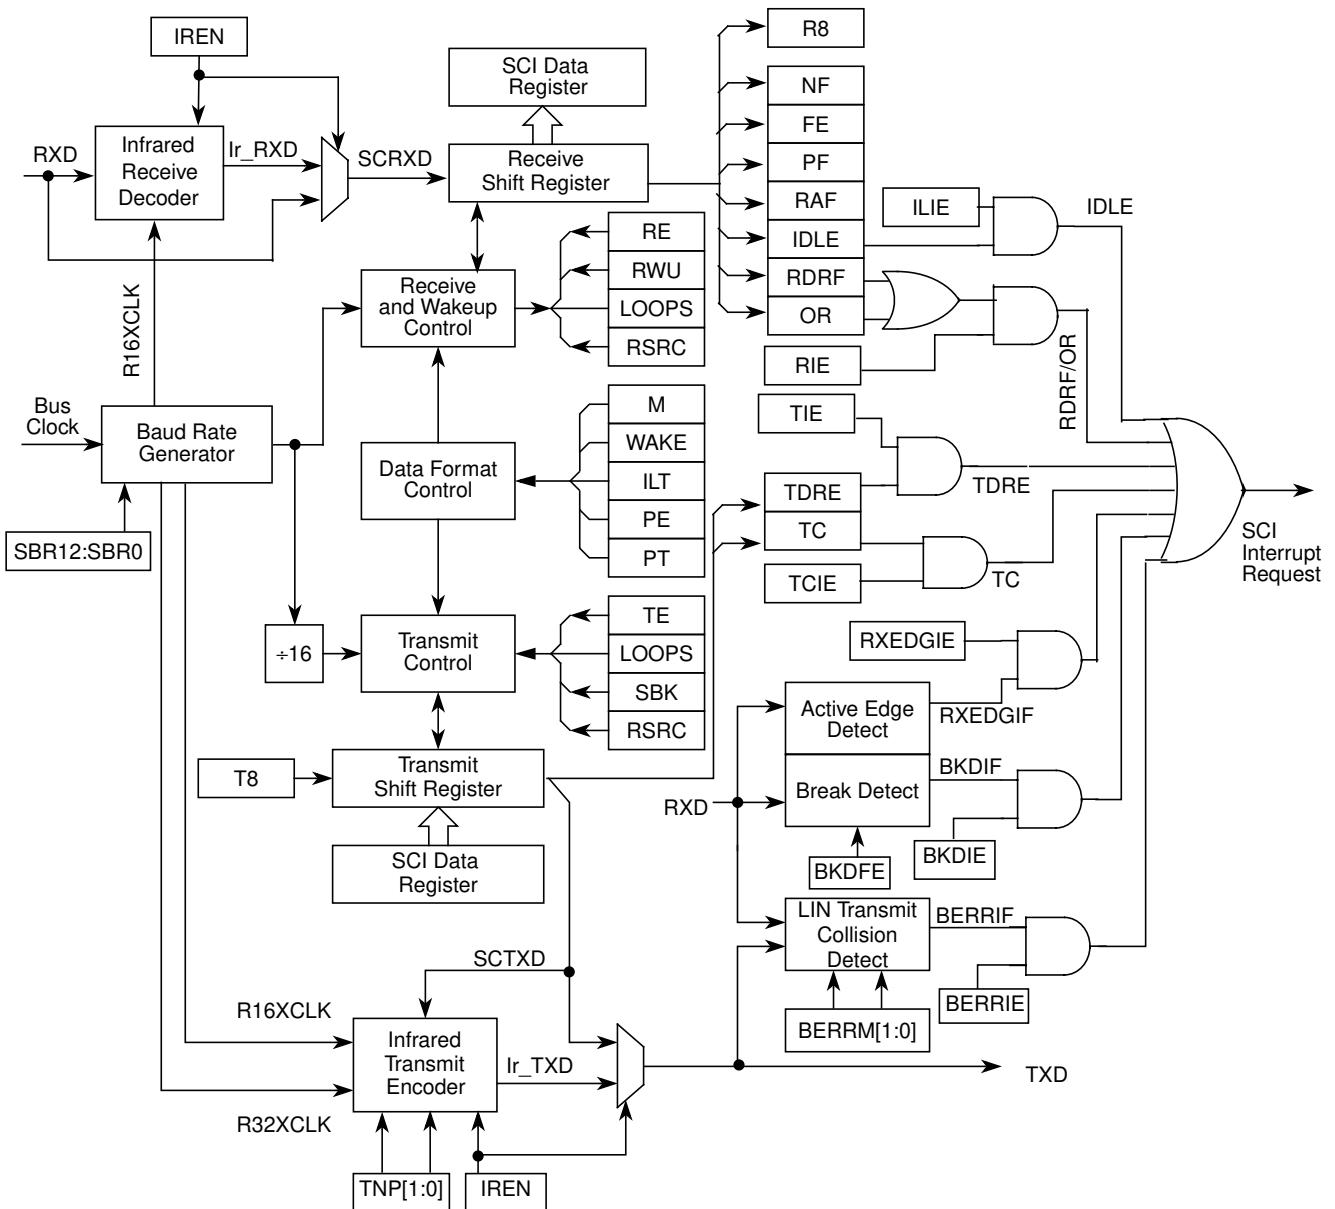 IREN
SCI Data
Register
R8
NF
FE
PF
RAF
IDLE
RDRF
OR
RXD
Infrared
Receive
Decoder
Ir_RXD
SCRXD
Receive
Shift Register
ILIE
IDLE
RE
RWU
LOOPS
RSRC
Receive
and Wakeup
Control
R16XCLK
RIE
RDRF/OR
Bus
Clock
Baud Rate
Generator
M
WAKE
ILT
PE
PT
TIE
Data Format
Control
TDRE
TC
TDRE
SBR12:SBR0
TCIE
TC
SCI
Interrupt
Request
÷16
Transmit
Control
TE
LOOPS
SBK
RSRC
RXEDGIE
Active Edge
Detect
RXEDGIF
T8
Transmit
Shift Register
RXD
Break Detect
BKDIF
BKDIE
BKDFE
SCI Data
Register
LIN Transmit
Collision
Detect
BERRIF
BERRIE
BERRM[1:0]
SCTXD
R16XCLK
Infrared
Transmit
Encoder
Ir_TXD
TXD
R32XCLK
TNP[1:0]
IREN